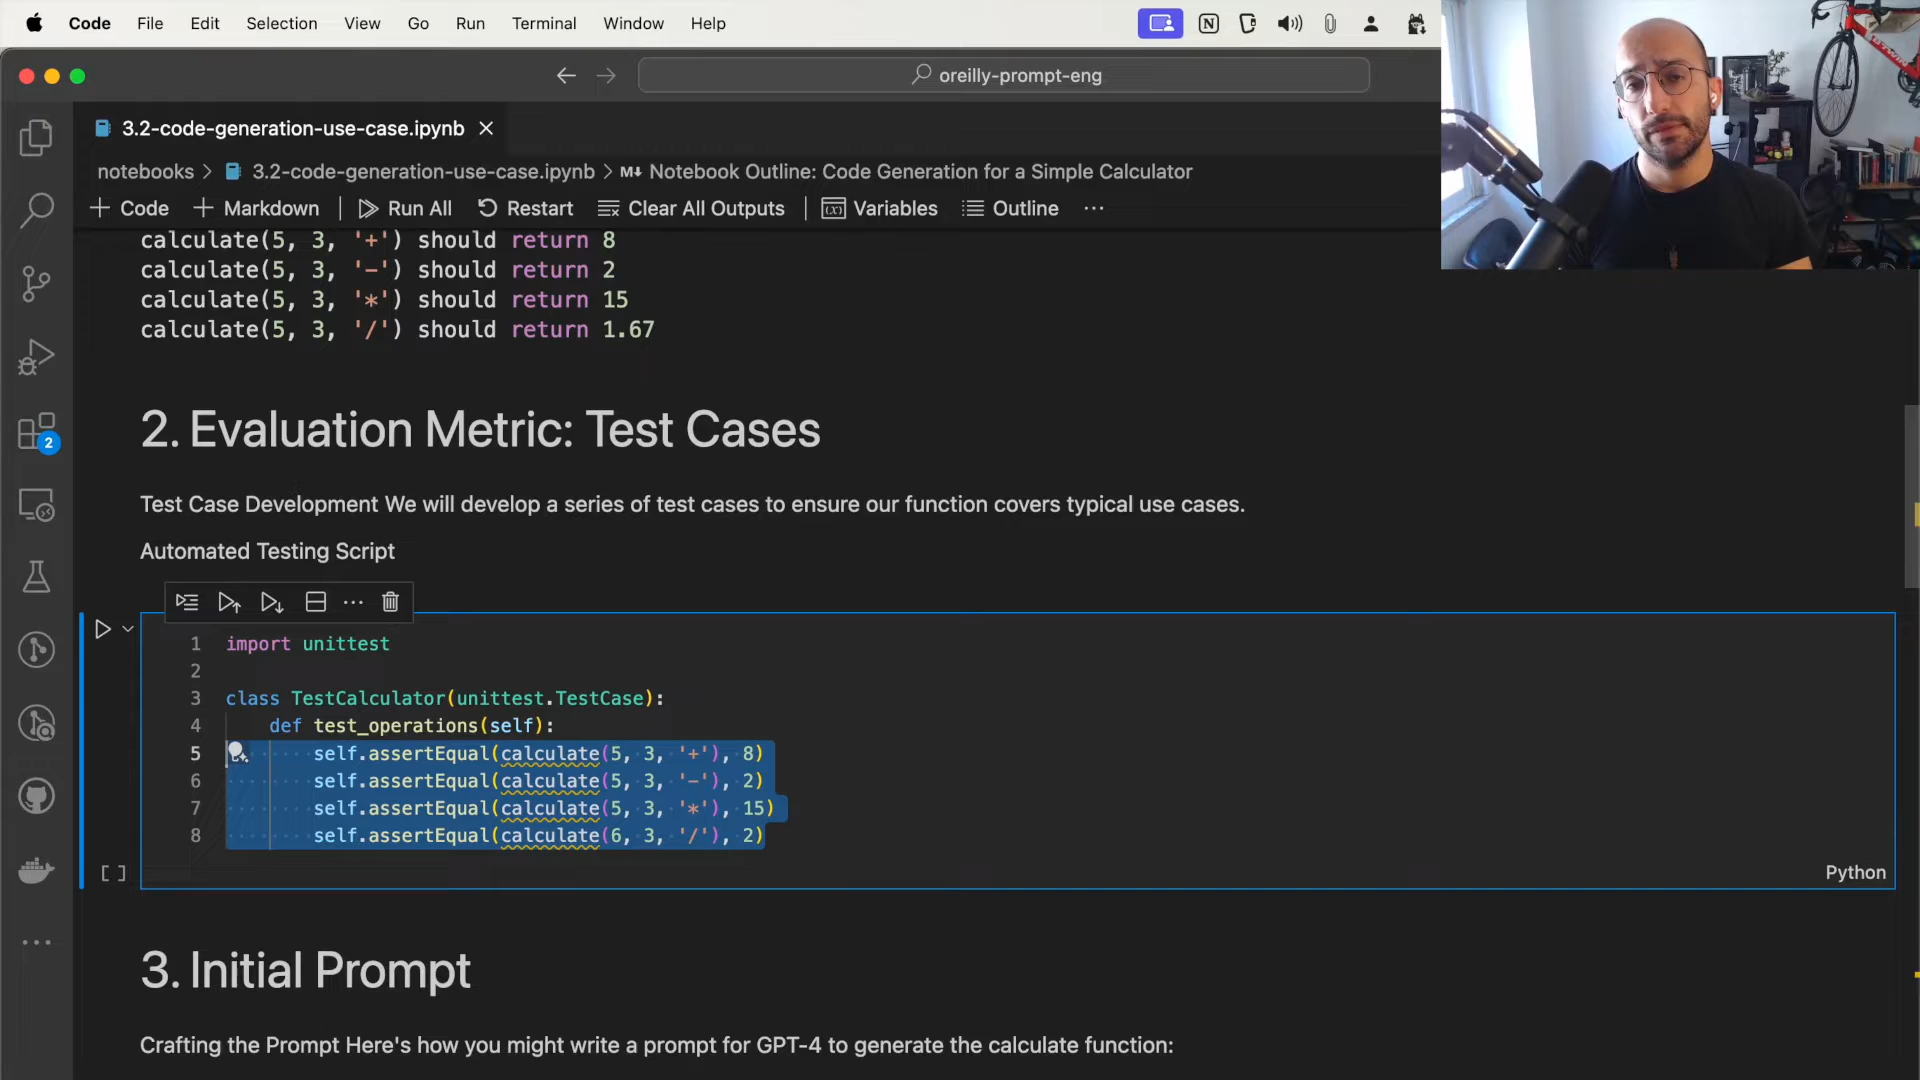 Code File Edit Selection View Go Run Terminal Window Help
oreilly-prompt-eng
3.2-code-generation-use-case.ipynb
notebooks > 3.2-code-generation-use-case.ipynb > M↓ Notebook Outline: Code Generation for a Simple Calculator
+ Code + Markdown | Run All Restart Clear All Outputs | Variables Outline ...
calculate(5, 3, '+') should return 8
calculate(5, 3, '-') should return 2
calculate(5, 3, '*') should return 15
calculate(5, 3, '/') should return 1.67
2
2. Evaluation Metric: Test Cases
Test Case Development We will develop a series of test cases to ensure our function covers typical use cases.
Automated Testing Script
1 import unittest
2
3 class TestCalculator(unittest.TestCase):
4 def test_operations(self):
5 self.assertEqual(calculate(5, 3, '+'), 8)
6 self.assertEqual(calculate(5, 3, '-'), 2)
7 self.assertEqual(calculate(5, 3, '*'), 15)
8 self.assertEqual(calculate(6, 3, '/'), 2)
[ ]
Python
3. Initial Prompt
Crafting the Prompt Here's how you might write a prompt for GPT-4 to generate the calculate function: